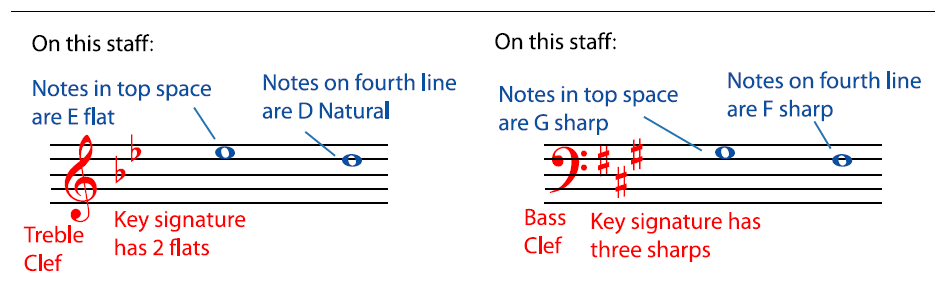 On this staff:
Notes in top space
are E flat
Notes on fourth line
are D Natural
Treble
Clef
Key signature
has 2 flats
On this staff:
Notes in top space
are G sharp
Notes on fourth line
are F sharp
Bass
Clef
Key signature has
three sharps